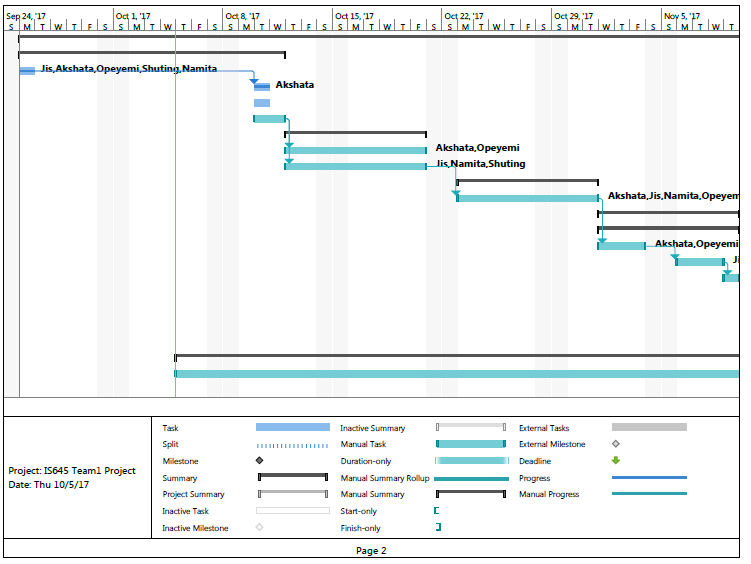 Sep 24, '17 Oct 1, '17 Oct 8, '17 Oct 15, '17 Oct 22, '17 Oct 29, '17 Nov 5, '17
S M T W T F S S M T W T F S S M T W T F S S M T W T F S S M T W T F S S M T W T F S S M T W T
Jis,Akshata,Opeyemi,Shuting,Namita
Akshata
Akshata,Opeyemi
Jis,Namita,Shuting
Akshata,Jis,Namita,Opeyem
Akshata,Opeyemi
Ji
Project: IS645 Team1 Project
Date: Thu 10/5/17
Task
Split
Milestone
Summary
Project Summary
Inactive Task
Inactive Milestone
Inactive Summary
Manual Task
Duration-only
Manual Summary Rollup
Manual Summary
Start-only
Finish-only
External Tasks
External Milestone
Deadline
Progress
Manual Progress
Page 2